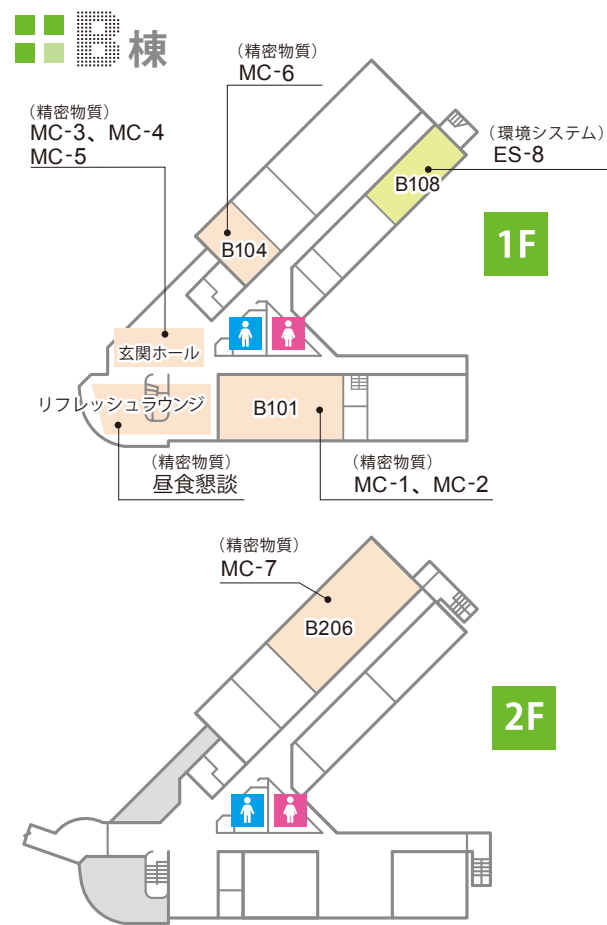 B棟
（精密物質）
MC-6
（精密物質）
MC-3、MC-4
MC-5
（環境システム）
ES-8
B108
B104
1F
玄関ホール
リフレッシュラウンジ
B101
（精密物質）
昼食懇談
（精密物質）
MC-1、MC-2
（精密物質）
MC-7
B206
2F